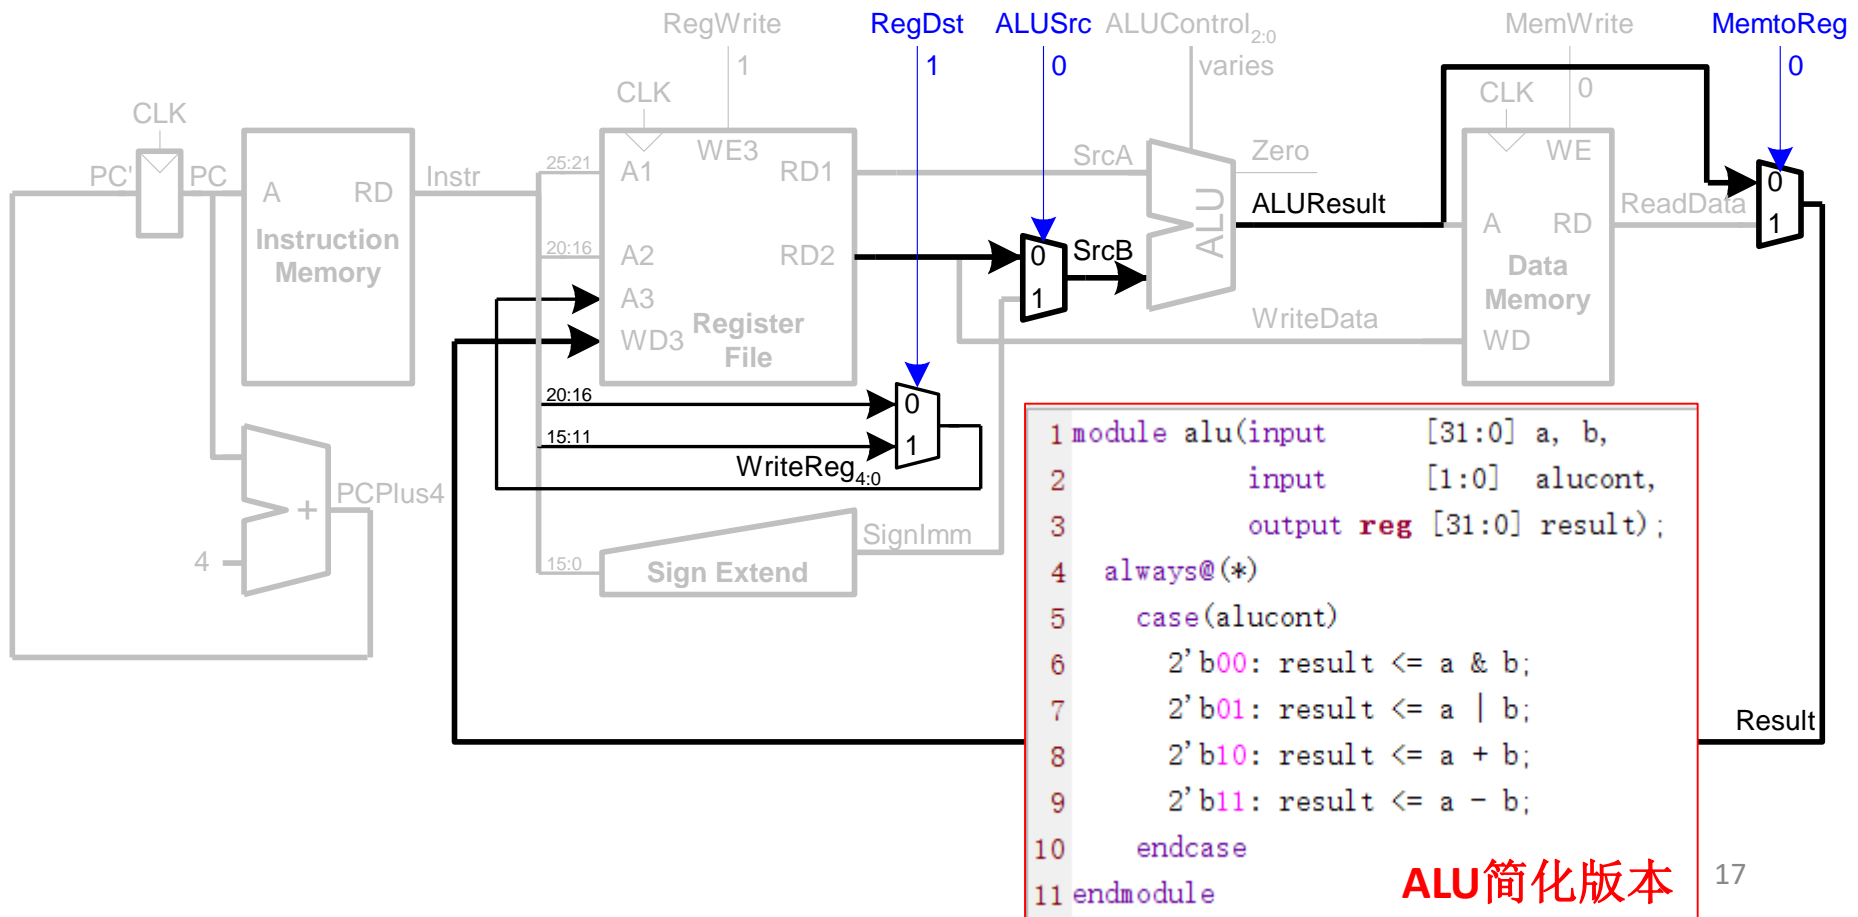 RegWrite
1
RegDst
1
ALUSrc
0
ALUControl2:0
varies
MemWrite
0
MemtoReg
0
CLK
PC'
PC
A
RD
Instruction
Memory
Instr
CLK
WE3
25:21
A1
RD1
20:16
A2
RD2
A3
WD3
Register
File
SrcA
0
1
SrcB
ALU
Zero
ALUResult
WriteData
CLK
WE
A
RD
Data
Memory
WD
ReadData
0
1
20:16
0
15:11
1
WriteReg4:0
PCPlus4
+
4
SignImm
15:0
Sign Extend
Result
1 module alu(input [31:0] a, b,
2 input [1:0] alucont,
3 output reg [31:0] result);
4 always@(*)
5 case(alucont)
6 2'b00: result <= a & b;
7 2'b01: result <= a | b;
8 2'b10: result <= a + b;
9 2'b11: result <= a - b;
10 endcase
11 endmodule
ALU简化版本
17